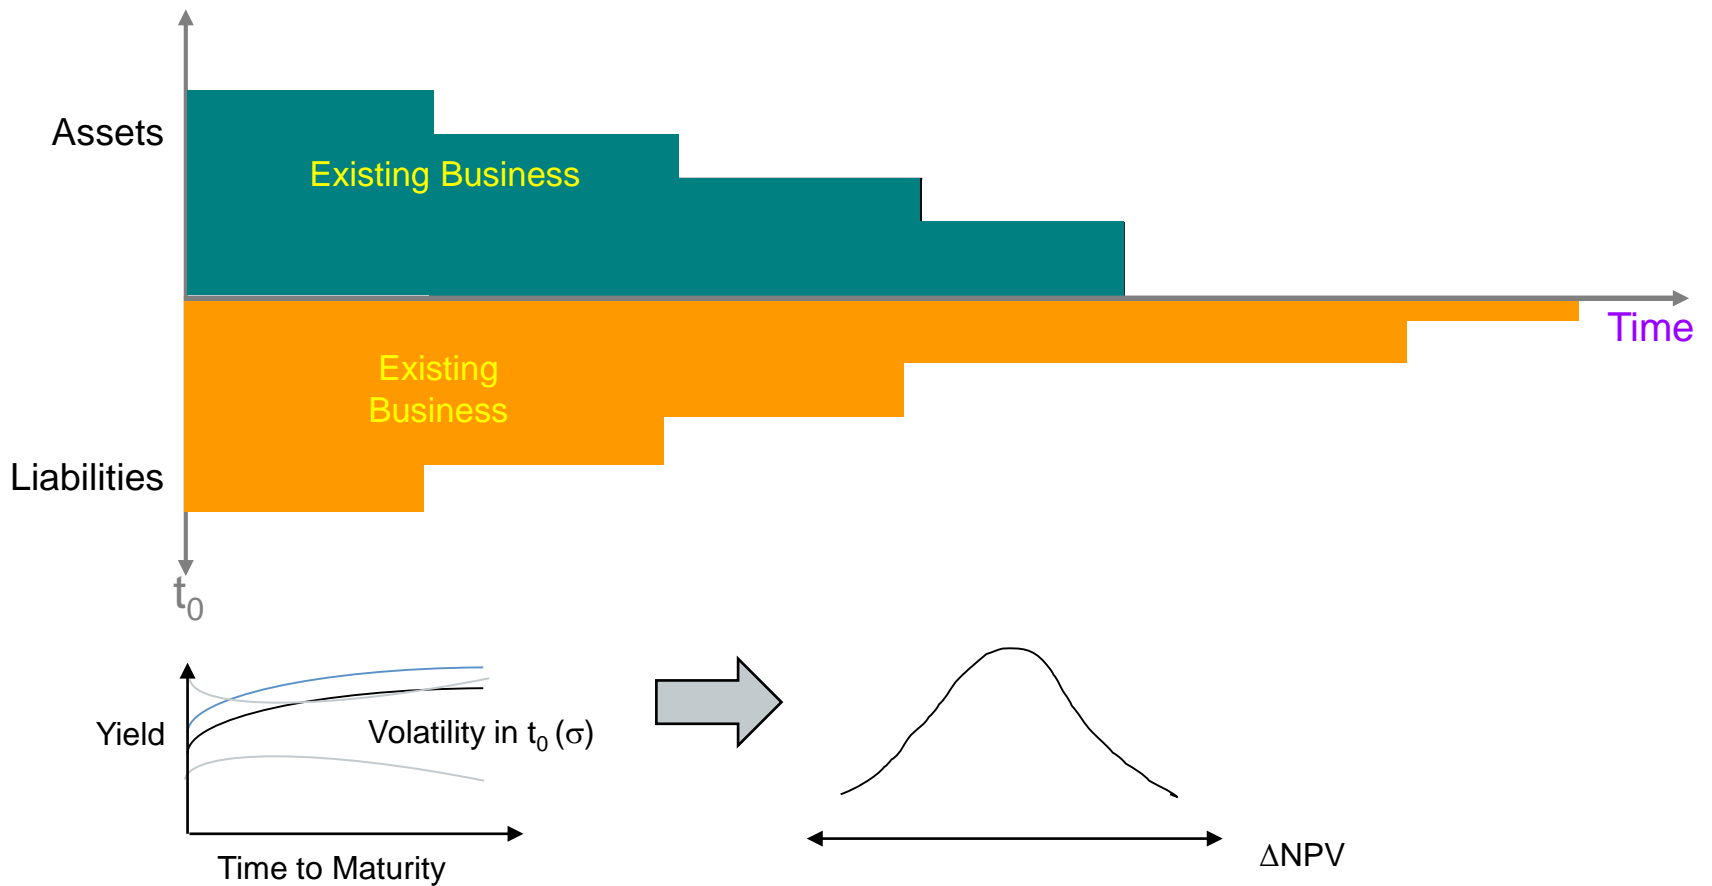 Assets
Existing Business
Time
Existing
Business
Liabilities
t₀
Yield
Volatility in t₀ (σ)
Time to Maturity
ΔNPV